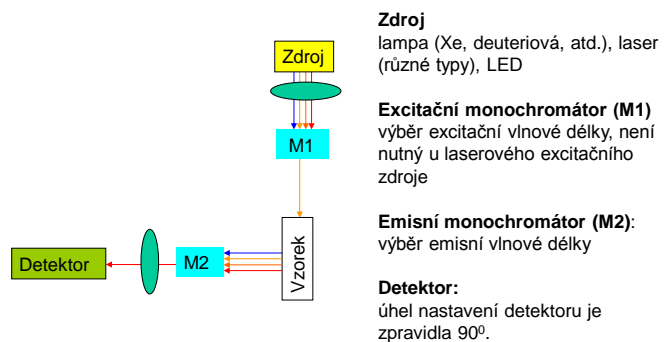 Zdroj
M1
Vzorek
M2
Detektor
Zdroj
lampa (Xe, deuteriová, atd.), laser
(různé typy), LED
Excitační monochromátor (M1)
výběr excitační vlnové délky, není
nutný u laserového excitačního
zdroje
Emisní monochromátor (M2):
výběr emisní vlnové délky
Detektor:
úhel nastavení detektoru je
zpravidla 90⁰.